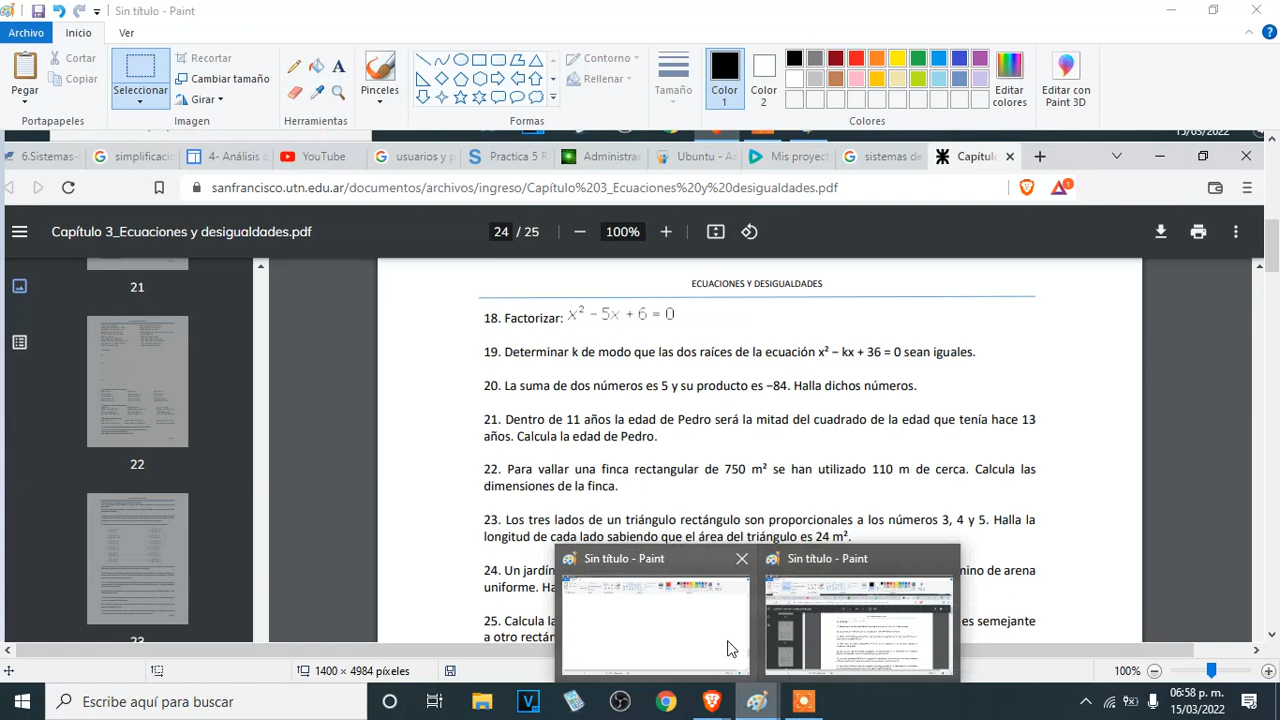 Sin título - Paint
Archivo Inicio Ver
Pegar
Cortar
Copiar
Seleccionar
Recortar
Cambiar tamaño
Girar
A
Pinceles
Contorno
Rellenar
Tamaño
Color 1
Color 2
Editar colores
Editar con Paint 3D
Portapapeles Imagen Herramientas Formas Colores
15/03/2022
6.Sistemas- simplificacio 4- Análisis YouTube usuarios y p Practica 5 R Administra Ubuntu - A Mis proyect sistemas de Capítulo
sanfrancisco.utn.edu.ar/documentos/archivos/ingreso/Capítulo%203_Ecuaciones%20y%20desigualdades.pdf
1
Capítulo 3_Ecuaciones y desigualdades.pdf 24 / 25 100%
21
22
ECUACIONES Y DESIGUALDADES
18. Factorizar: x² − 5x + 6 = 0
19. Determinar k de modo que las dos raíces de la ecuación x² − kx + 36 = 0 sean iguales.
20. La suma de dos números es 5 y su producto es −84. Halla dichos números.
21. Dentro de 11 años la edad de Pedro será la mitad del cuadrado de la edad que tenía hace 13
años. Calcula la edad de Pedro.
22. Para vallar una finca rectangular de 750 m² se han utilizado 110 m de cerca. Calcula las
dimensiones de la finca.
23. Los tres lados de un triángulo rectángulo son proporcionales a los números 3, 4 y 5. Halla la
longitud de cada lado sabiendo que el área del triángulo es 24 m².
24. Un jardín
mino de arena
uniforme.
25. Calcula la
es semejante
a otro rectán
Sin título - Paint
Sin título - Paint
100%
Escribe aquí para buscar
06:58 p. m.
15/03/2022